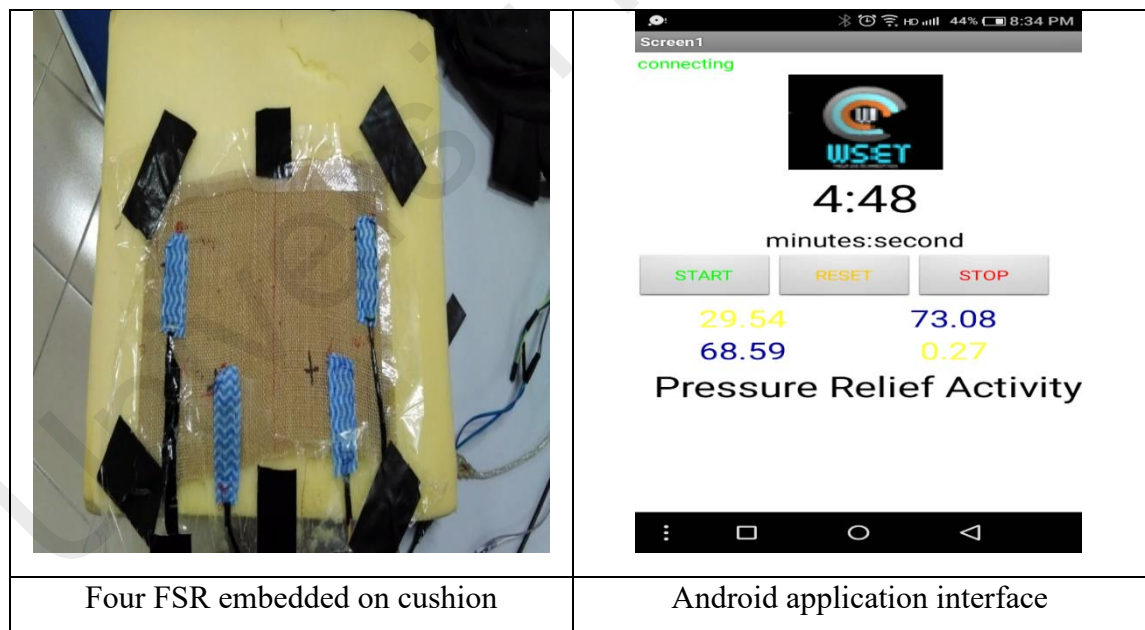 HD 44% 8:34 PM
Screen1
connecting
WSET
4:48
minutes:second
START RESET STOP
29.54 73.08
68.59 0.27
Pressure Relief Activity
Four FSR embedded on cushion Android application interface